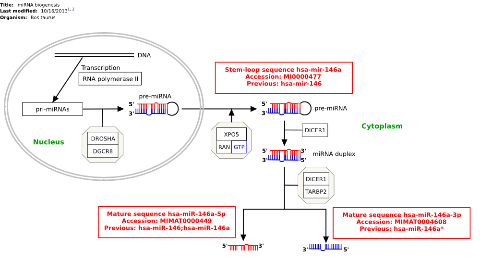 Title: miRNA biogenesis
Last modified: 10/16/2013
Organism: Bos taurus
DNA
Transcription
RNA polymerase II
pri-miRNAs
pre-miRNA
5'
3'
Nucleus
DROSHA
DGCR8
Stem-loop sequence hsa-mir-146a
Accession: MI0000477
Previous: hsa-mir-146
5'
3'
pre-miRNA
XPO5
RAN GTP
DICER1
Cytoplasm
5' 3'
3' 5'
miRNA duplex
DICER1
TARBP2
Mature sequence hsa-miR-146a-5p
Accession: MIMAT0000449
Previous: hsa-miR-146;hsa-miR-146a
Mature sequence hsa-miR-146a-3p
Accession: MIMAT0004608
Previous: hsa-miR-146a*
5' 3'
3' 5'